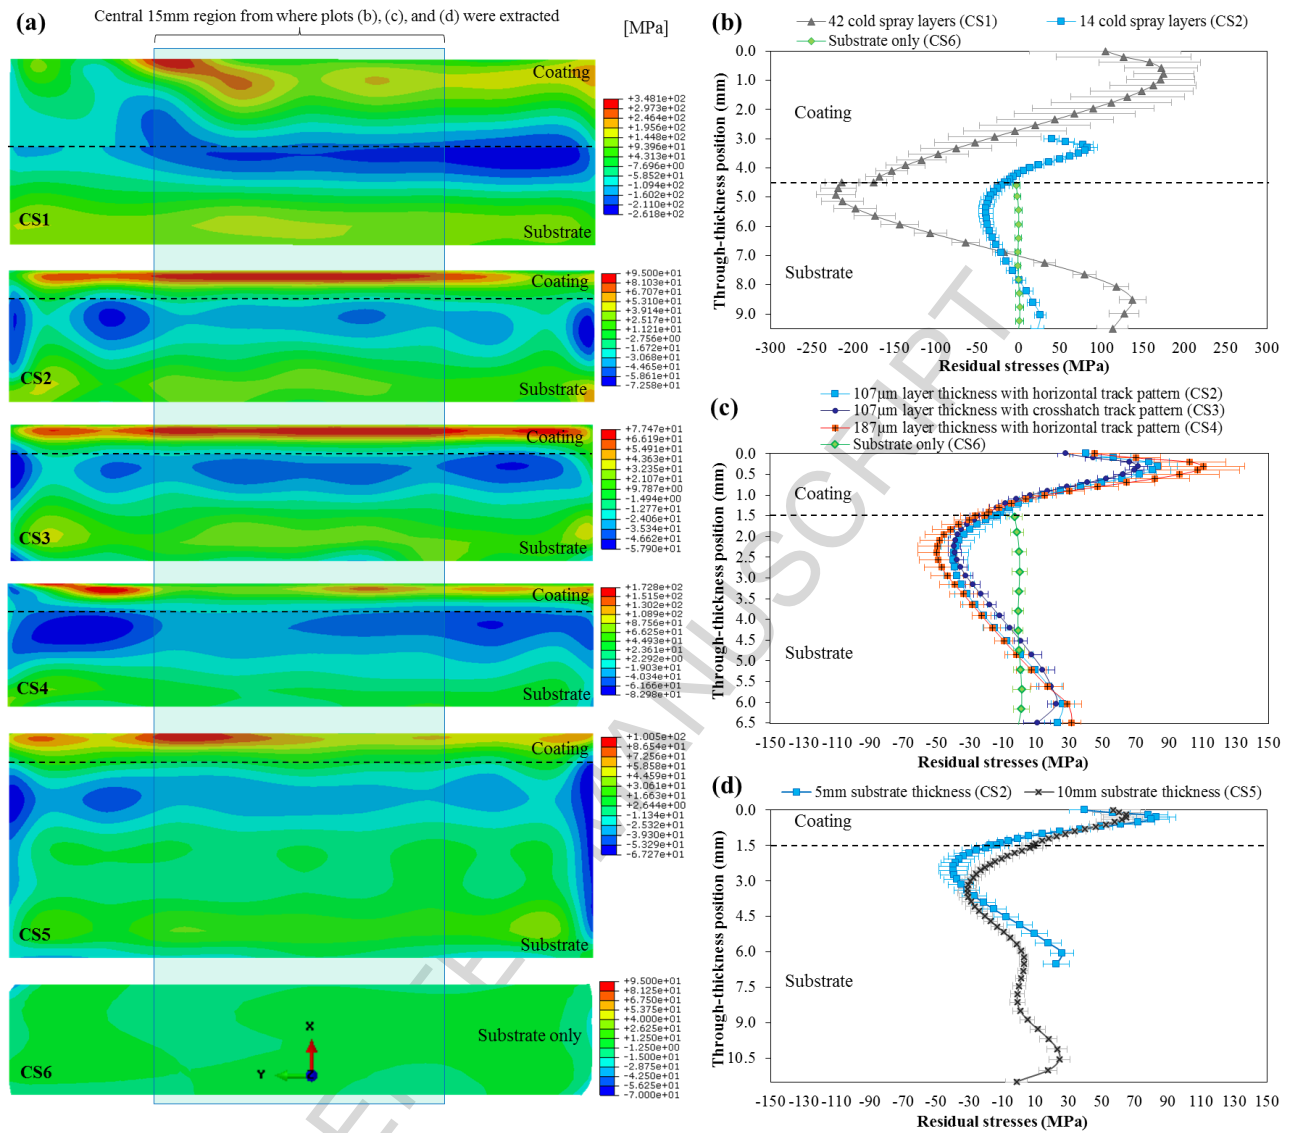 (a)
Central 15mm region from where plots (b), (c), and (d) were extracted
[MPa]
Coating
CS1
Substrate
+3.481e+02
+2.973e+02
+2.464e+02
+1.956e+02
+1.448e+02
+9.396e+01
+4.313e+01
-7.696e+00
-5.852e+01
-1.094e+02
-1.602e+02
-2.110e+02
-2.618e+02
Coating
CS2
Substrate
+9.500e+01
+8.103e+01
+6.707e+01
+5.310e+01
+3.914e+01
+2.517e+01
+1.121e+01
-2.756e+00
-1.672e+01
-3.068e+01
-4.465e+01
-5.861e+01
-7.258e+01
Coating
CS3
Substrate
+7.747e+01
+6.619e+01
+5.491e+01
+4.363e+01
+3.235e+01
+2.107e+01
+9.787e+00
-1.494e+00
-1.277e+01
-2.406e+01
-3.534e+01
-4.662e+01
-5.790e+01
Coating
CS4
Substrate
+1.728e+02
+1.515e+02
+1.302e+02
+1.089e+02
+8.756e+01
+6.625e+01
+4.493e+01
+2.361e+01
+2.292e+00
-1.903e+01
-4.034e+01
-6.166e+01
-8.298e+01
Coating
CS5
Substrate
+1.005e+02
+8.654e+01
+7.256e+01
+5.858e+01
+4.459e+01
+3.061e+01
+1.663e+01
+2.644e+00
-1.134e+01
-2.532e+01
-3.930e+01
-5.329e+01
-6.727e+01
CS6
Substrate only
X
Y
+9.500e+01
+8.125e+01
+6.750e+01
+5.375e+01
+4.000e+01
+2.625e+01
+1.250e+01
-1.250e+00
-1.500e+01
-2.875e+01
-4.250e+01
-5.625e+01
-7.000e+01
(b)
42 cold spray layers (CS1)
14 cold spray layers (CS2)
Substrate only (CS6)
Through-thickness position (mm)
0.0
1.0
2.0
3.0
4.0
5.0
6.0
7.0
8.0
9.0
Coating
Substrate
-300 -200 -100 0 100 200 300
Residual stresses (MPa)
(c)
107µm layer thickness with horizontal track pattern (CS2)
107µm layer thickness with crosshatch track pattern (CS3)
187µm layer thickness with horizontal track pattern (CS4)
Substrate only (CS6)
Through-thickness position (mm)
0.0
0.5
1.0
1.5
2.0
2.5
3.0
3.5
4.0
4.5
5.0
5.5
6.0
6.5
Coating
Substrate
-150 -130 -110 -90 -70 -50 -30 -10 10 30 50 70 90 110 130 150
Residual stresses (MPa)
(d)
5mm substrate thickness (CS2)
10mm substrate thickness (CS5)
Through-thickness position (mm)
0.0
1.5
3.0
4.5
6.0
7.5
9.0
10.5
Coating
Substrate
-150 -130 -110 -90 -70 -50 -30 -10 10 30 50 70 90 110 130 150
Residual stresses (MPa)
MANUSCRIPT